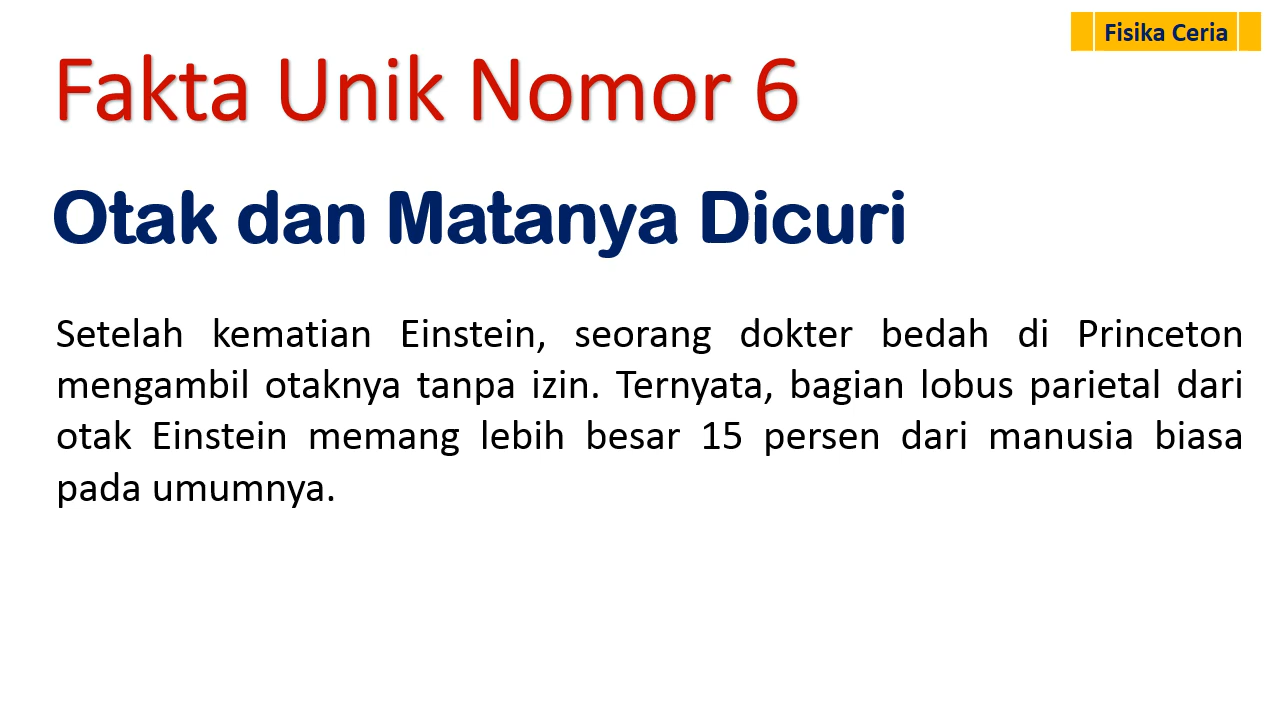 Fisika Ceria
Fakta Unik Nomor 6
Otak dan Matanya Dicuri
Setelah kematian Einstein, seorang dokter bedah di Princeton
mengambil otaknya tanpa izin. Ternyata, bagian lobus parietal dari
otak Einstein memang lebih besar 15 persen dari manusia biasa
pada umumnya.